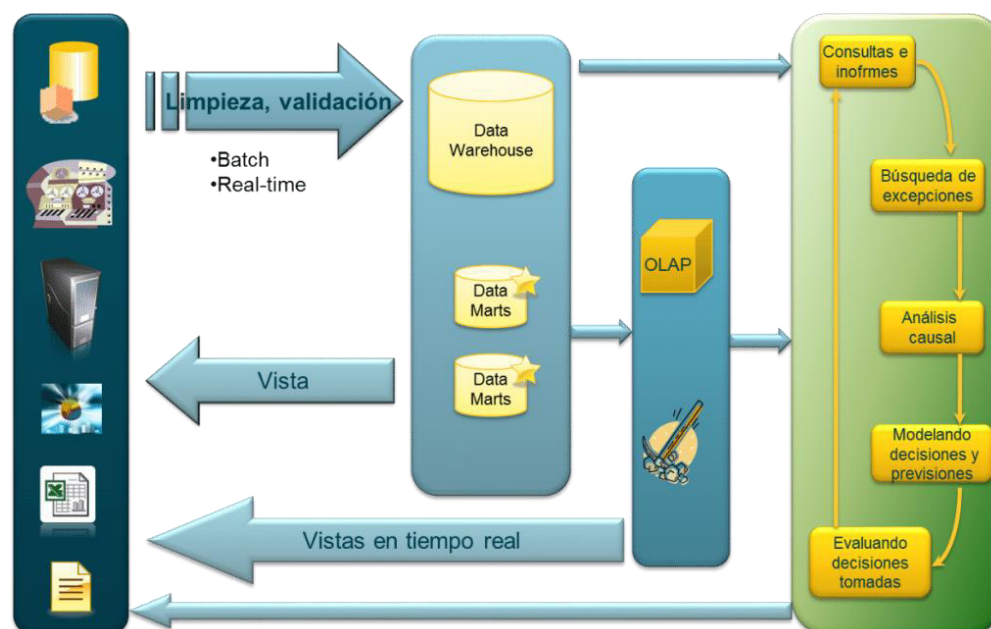 Limpieza, validación
•Batch
•Real-time
Vista
Vistas en tiempo real
Data
Warehouse
Data
Marts
Data
Marts
OLAP
Consultas e
inofrmes
Búsqueda de
excepciones
Análisis
causal
Modelando
decisiones y
previsiones
Evaluando
decisiones
tomadas